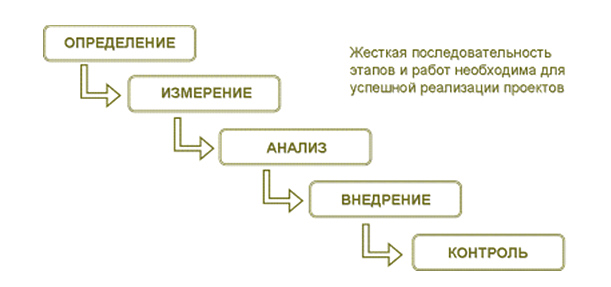 ОПРЕДЕЛЕНИЕ
Жесткая последовательность
этапов и работ необходима для
успешной реализации проектов
ИЗМЕРЕНИЕ
АНАЛИЗ
ВНЕДРЕНИЕ
КОНТРОЛЬ